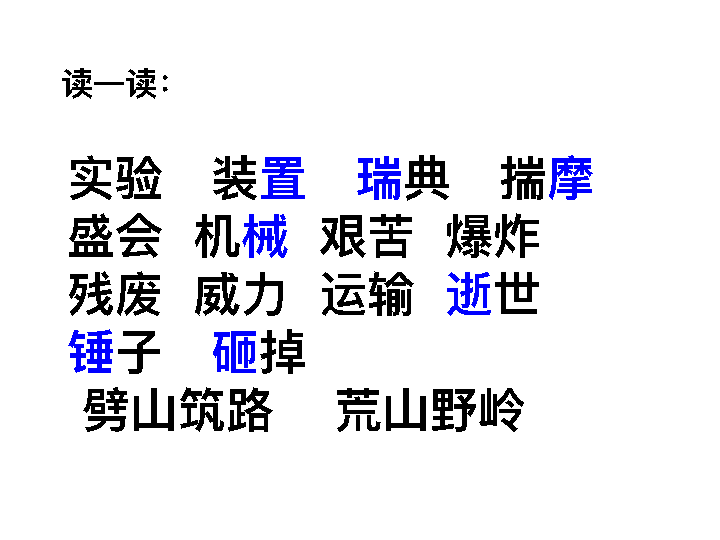 读一读：
实验 装置 瑞典 揣摩
盛会 机械 艰苦 爆炸
残废 威力 运输 逝世
锤子 砸掉
劈山筑路 荒山野岭